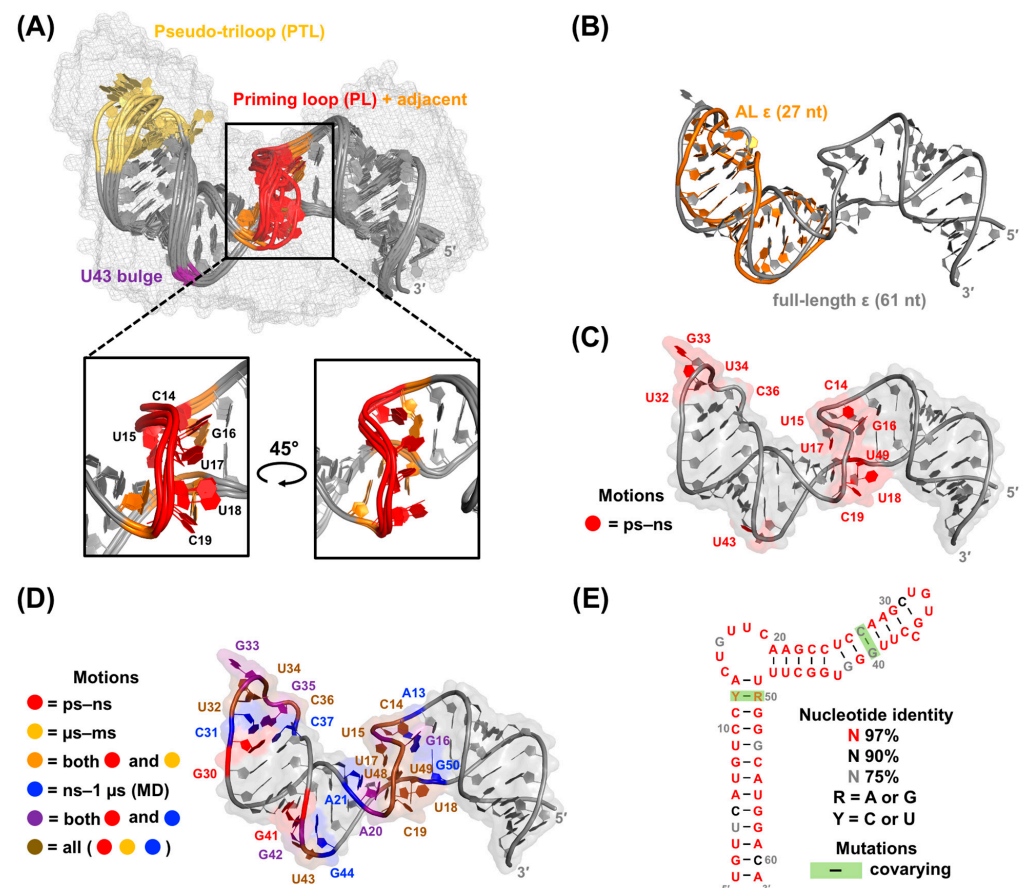 (A)
Pseudo-triloop (PTL)
Priming loop (PL) + adjacent
U43 bulge
5′
3′
C14
U15
G16
U17
U18
C19
45°
(B)
AL ε (27 nt)
full-length ε (61 nt)
5′
3′
(C)
G33
U34
U32
C36
C14
U15
G16
U17
U49
U18
C19
U43
Motions
= ps–ns
5′
3′
(D)
Motions
= ps–ns
= μs–ms
= both and
= ns–1 μs (MD)
= both and
= all ( )
G33
U34
G35
U32
C36
C31
C37
G30
A13
C14
U15
G16
U17
U48
U49
G50
A21
U18
G41
A20
C19
G42
U43
G44
5′
3′
(E)
30
U G
C U
G G
A C
A C
C U
C U
U G 40
C G
C G
U U
G C 20
U A A G C C
G U U C G G U
C
A – U
Y – R 50
10 C – G
C – G
U – G
G – C
U – A
A – U
C – G
U – G
U – A
G – C 60
U – A
5′ 3′
Nucleotide identity
N 97%
N 90%
N 75%
R = A or G
Y = C or U
Mutations
– covarying